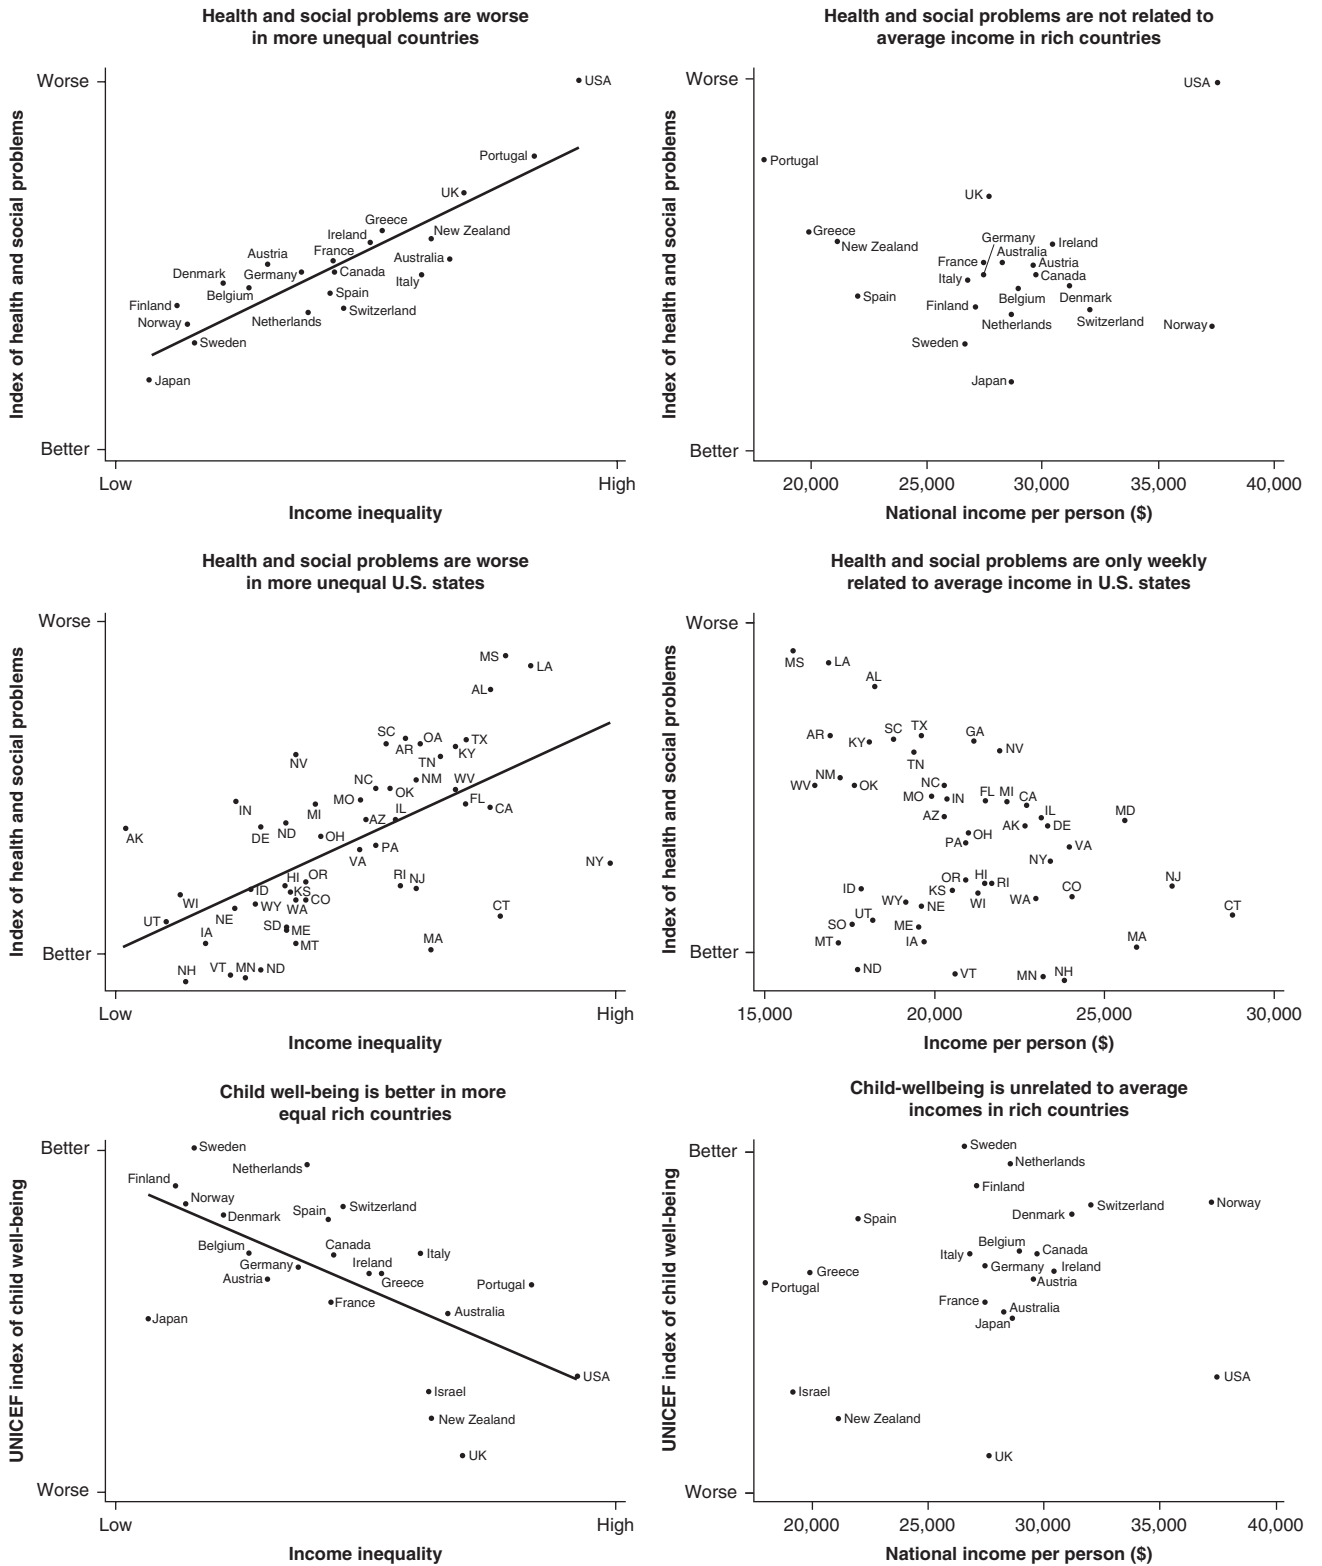 Health and social problems are worse
in more unequal countries
Index of health and social problems
Worse
Better
USA
Portugal
UK
Greece
New Zealand
Ireland
France
Australia
Austria
Canada
Germany
Italy
Denmark
Belgium
Spain
Finland
Switzerland
Netherlands
Norway
Sweden
Japan
Low
High
Income inequality
Health and social problems are not related to
average income in rich countries
Index of health and social problems
Worse
Better
USA
Portugal
UK
Greece
New Zealand
Germany
Ireland
Australia
France
Austria
Italy
Canada
Spain
Belgium
Denmark
Finland
Netherlands
Switzerland
Norway
Sweden
Japan
20,000
25,000
30,000
35,000
40,000
National income per person ($)
Health and social problems are worse
in more unequal U.S. states
Index of health and social problems
Worse
Better
MS
LA
AL
SC
AR
OA
TX
KY
TN
NV
NC
NM
WV
OK
MO
FL
CA
IN
MI
IL
AZ
AK
DE
ND
OH
PA
VA
NY
HI
OR
RI
NJ
ID
KS
CO
WI
WY
WA
NE
CT
UT
SD
ME
IA
MT
MA
NH
VT
MN
ND
Low
High
Income inequality
Health and social problems are only weekly
related to average income in U.S. states
Index of health and social problems
Worse
Better
MS
LA
AL
AR
KY
SC
TX
GA
TN
NV
NM
WV
OK
NC
MO
IN
FL
MI
CA
AZ
IL
MD
AK
DE
OH
PA
VA
NY
OR
HI
RI
NJ
ID
KS
CO
WY
NE
WI
WA
CT
SO
UT
ME
MT
IA
MA
ND
VT
MN
NH
15,000
20,000
25,000
30,000
Income per person ($)
Child well-being is better in more
equal rich countries
UNICEF index of child well-being
Better
Worse
Sweden
Netherlands
Finland
Norway
Switzerland
Spain
Denmark
Belgium
Canada
Italy
Germany
Ireland
Austria
Greece
Portugal
France
Australia
Japan
USA
Israel
New Zealand
UK
Low
High
Income inequality
Child-wellbeing is unrelated to average
incomes in rich countries
UNICEF index of child well-being
Better
Worse
Sweden
Netherlands
Finland
Norway
Switzerland
Denmark
Spain
Belgium
Canada
Italy
Germany
Ireland
Greece
Austria
Portugal
France
Australia
Japan
USA
Israel
New Zealand
UK
20,000
25,000
30,000
35,000
40,000
National income per person ($)